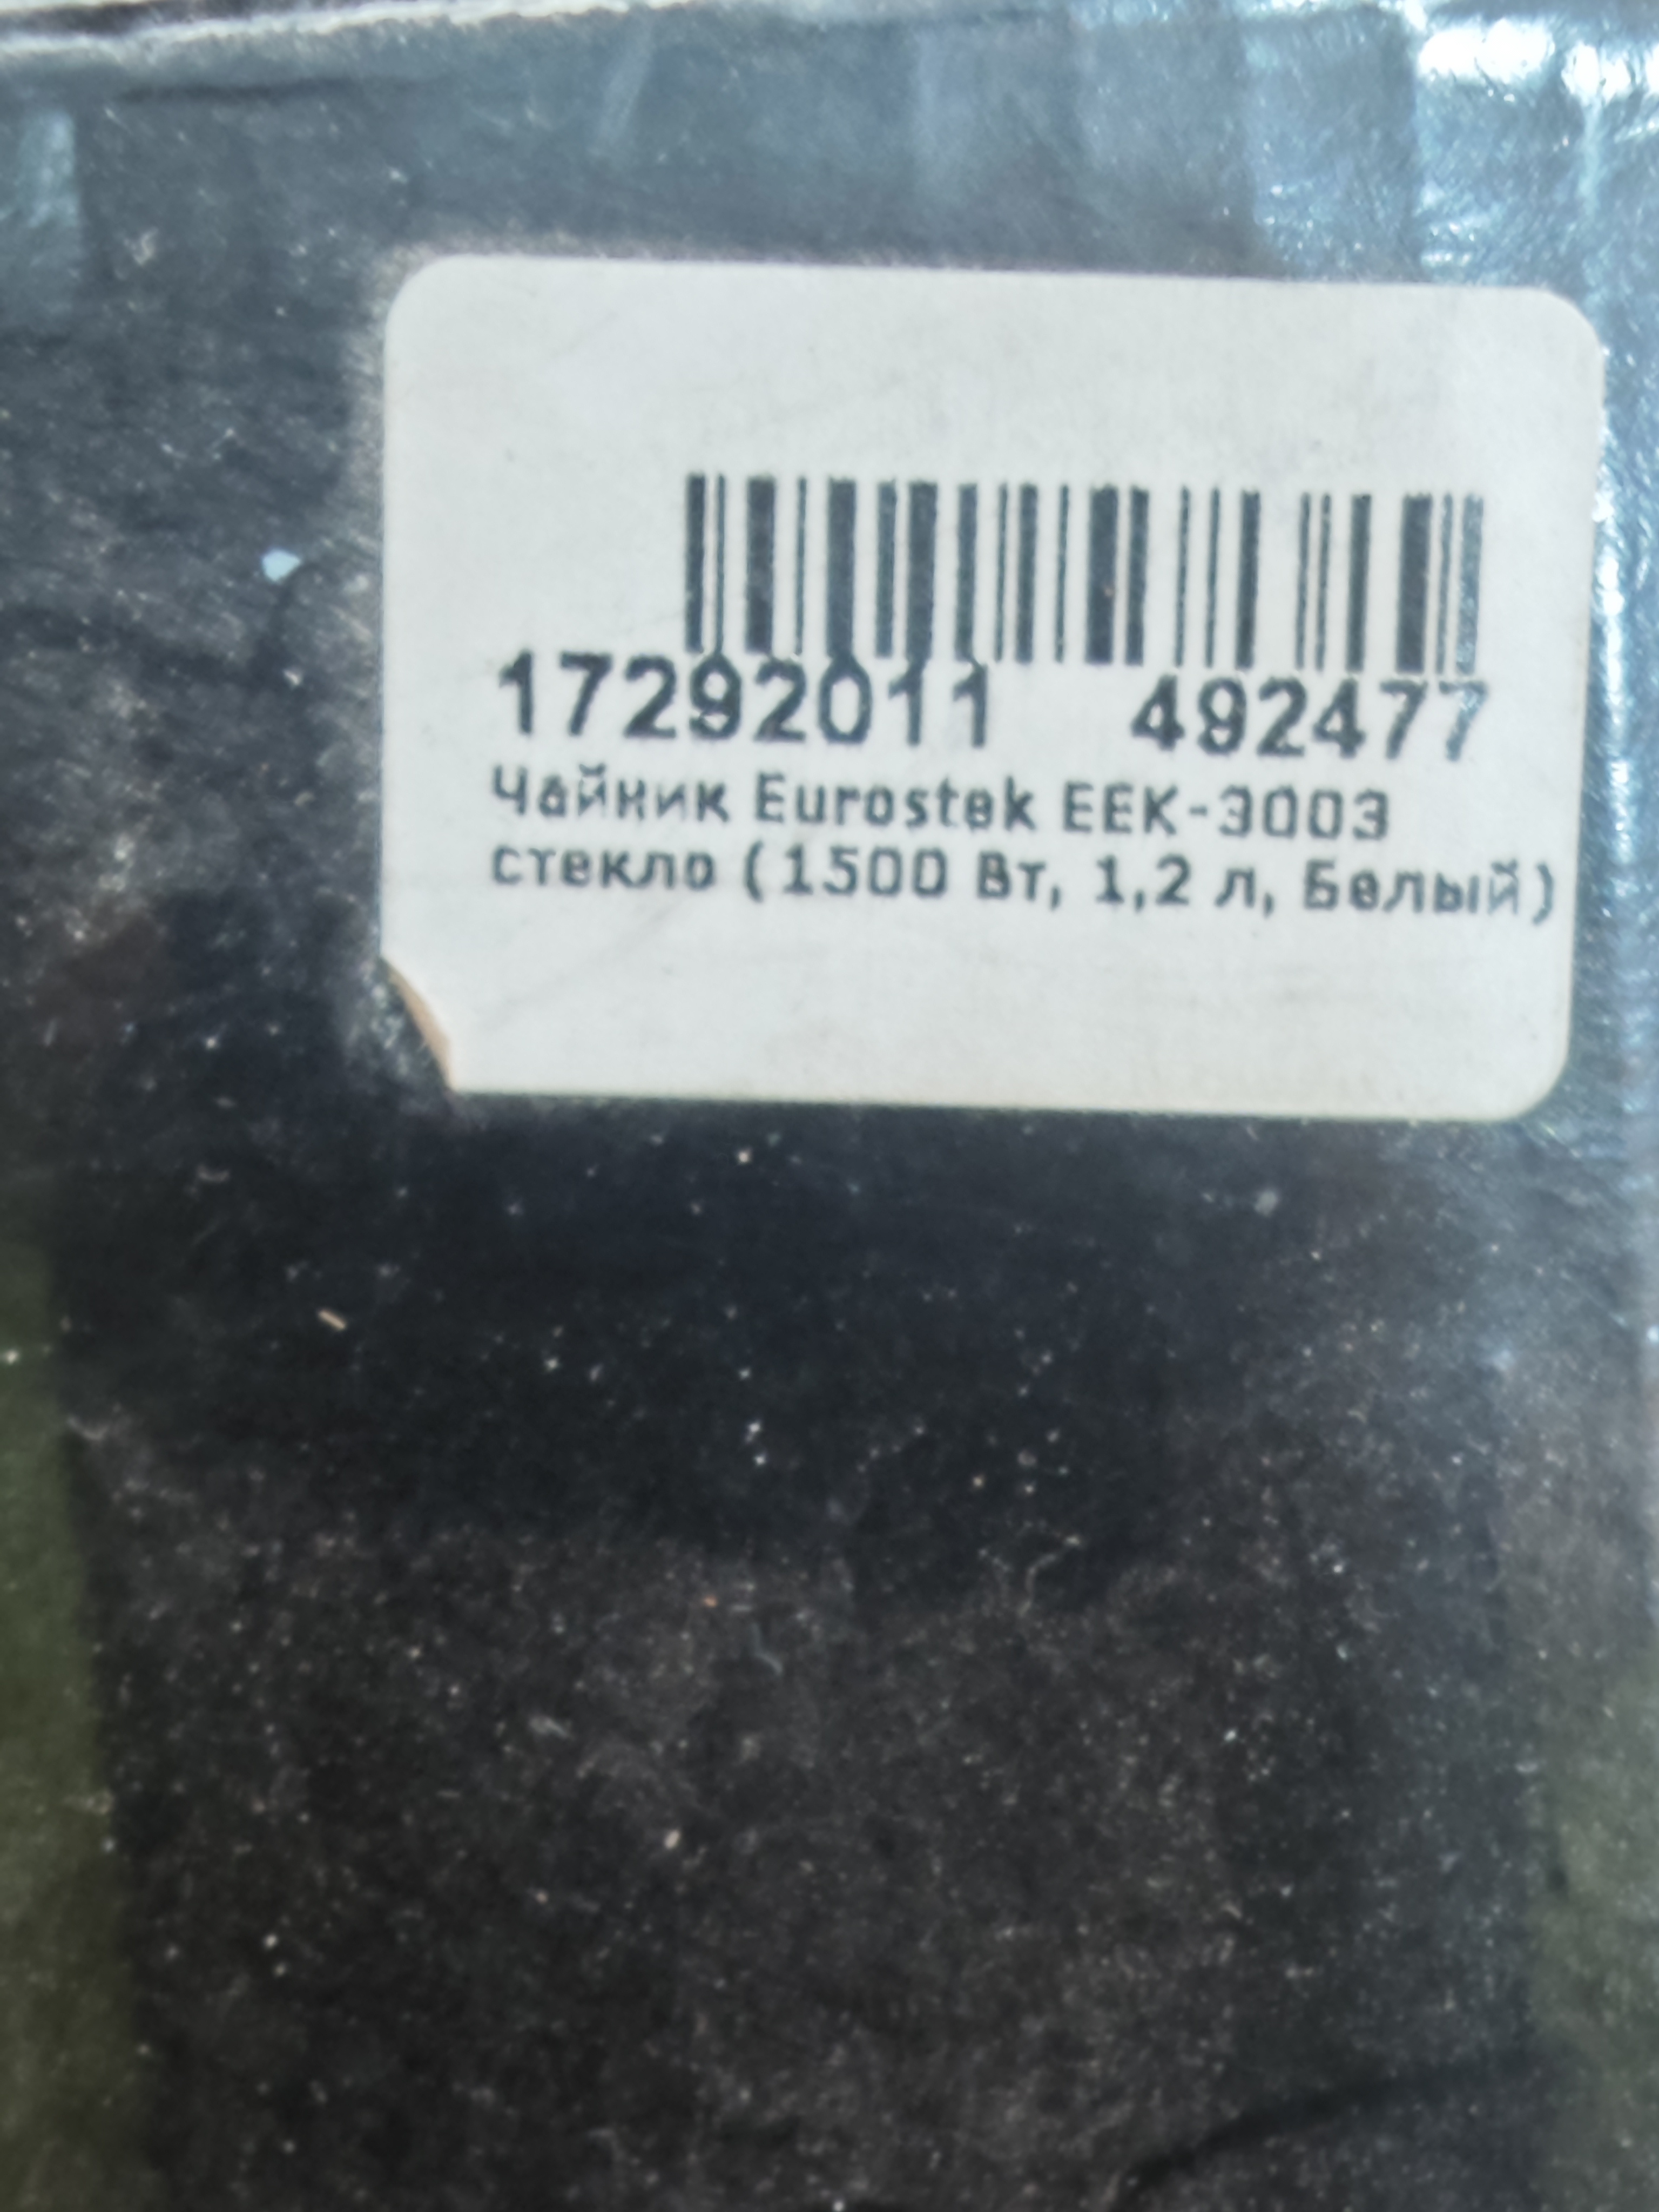 17292011 492477
Чайник Eurostek EEK-3003
стекло (1500 Вт, 1,2 л, Белый)